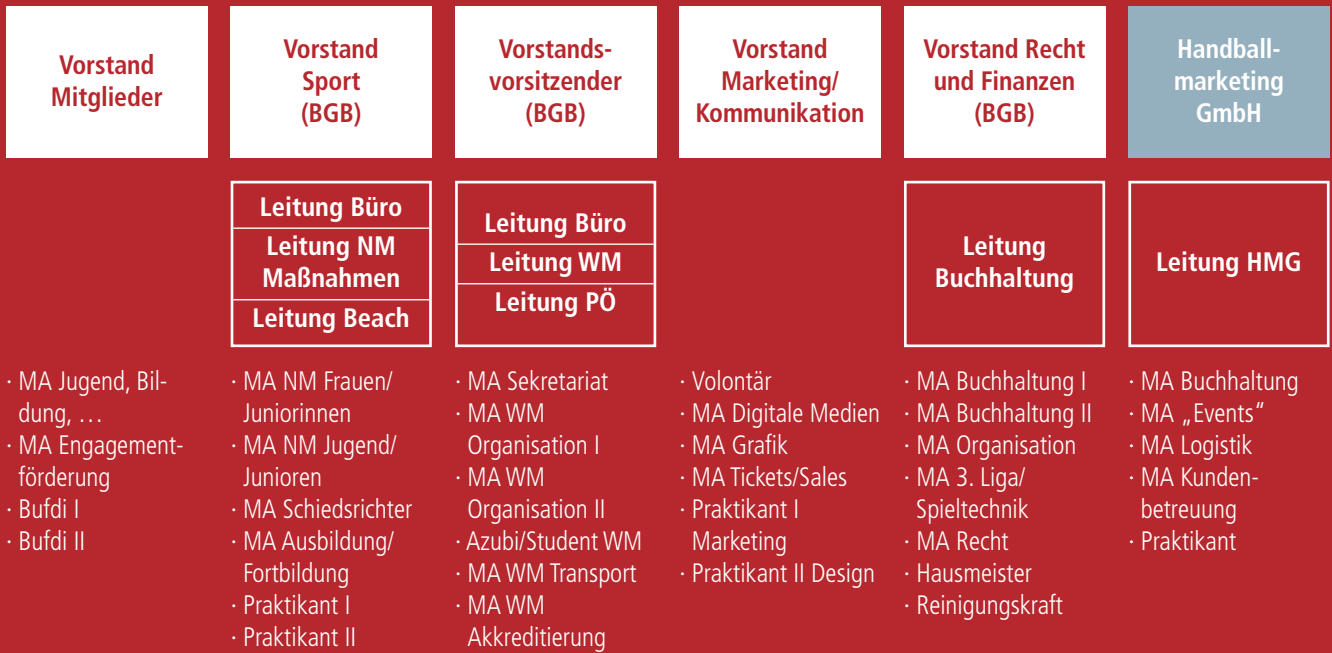 Vorstand
Mitglieder
Vorstand
Sport
(BGB)
Vorstands-
vorsitzender
(BGB)
Vorstand
Marketing/
Kommunikation
Vorstand Recht
und Finanzen
(BGB)
Handball-
marketing
GmbH
Leitung Büro
Leitung NM
Maßnahmen
Leitung Beach
Leitung Büro
Leitung WM
Leitung PÖ
Leitung
Buchhaltung
Leitung HMG
· MA Jugend, Bil-
dung, …
· MA Engagement-
förderung
· Bufdi I
· Bufdi II
· MA NM Frauen/
Juniorinnen
· MA NM Jugend/
Junioren
· MA Schiedsrichter
· MA Ausbildung/
Fortbildung
· Praktikant I
· Praktikant II
· MA Sekretariat
· MA WM
Organisation I
· MA WM
Organisation II
· Azubi/Student WM
· MA WM Transport
· MA WM
Akkreditierung
· Volontär
· MA Digitale Medien
· MA Grafik
· MA Tickets/Sales
· Praktikant I
Marketing
· Praktikant II Design
· MA Buchhaltung I
· MA Buchhaltung II
· MA Organisation
· MA 3. Liga/
Spieltechnik
· MA Recht
· Hausmeister
· Reinigungskraft
· MA Buchhaltung
· MA „Events“
· MA Logistik
· MA Kunden-
betreuung
· Praktikant